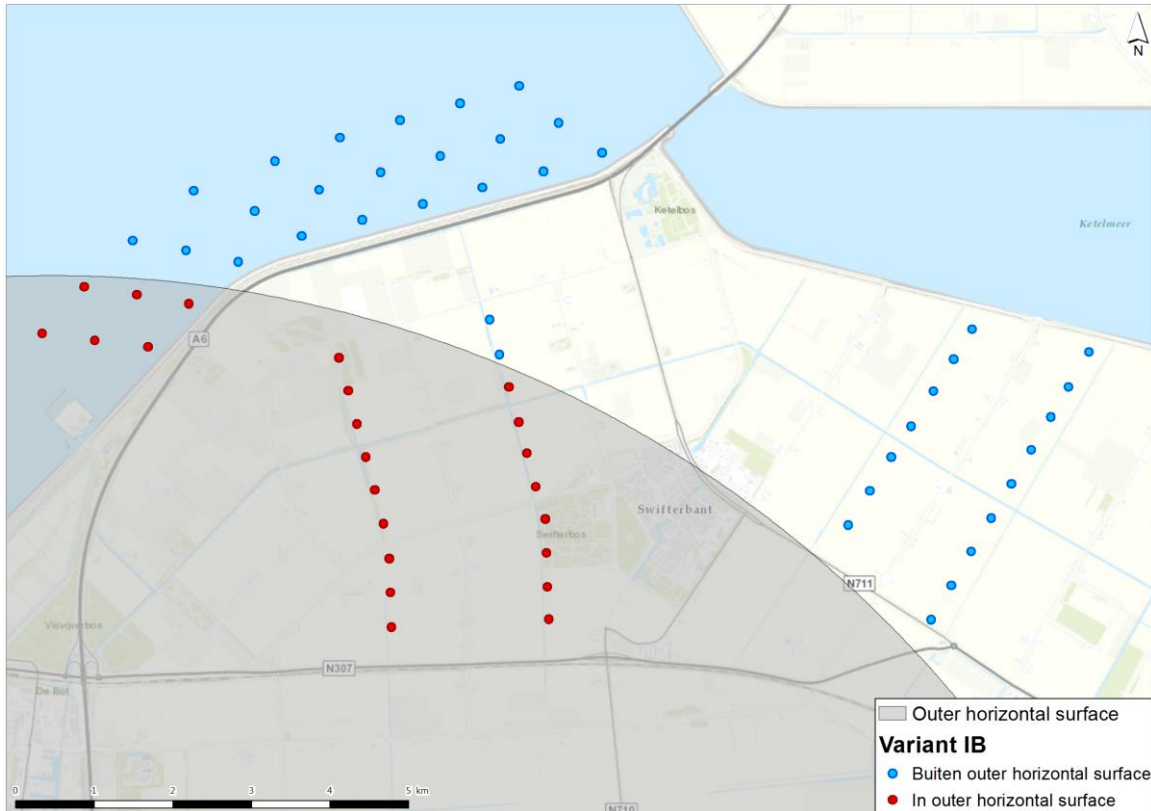 N
Ketelbos
Ketelmeer
A6
Swifterbant
Swifterbos
N711
Visvijverbos
N307
De Bot
N710
Outer horizontal surface
Variant IB
Buiten outer horizontal surface
In outer horizontal surface
0 1 2 3 4 5 km